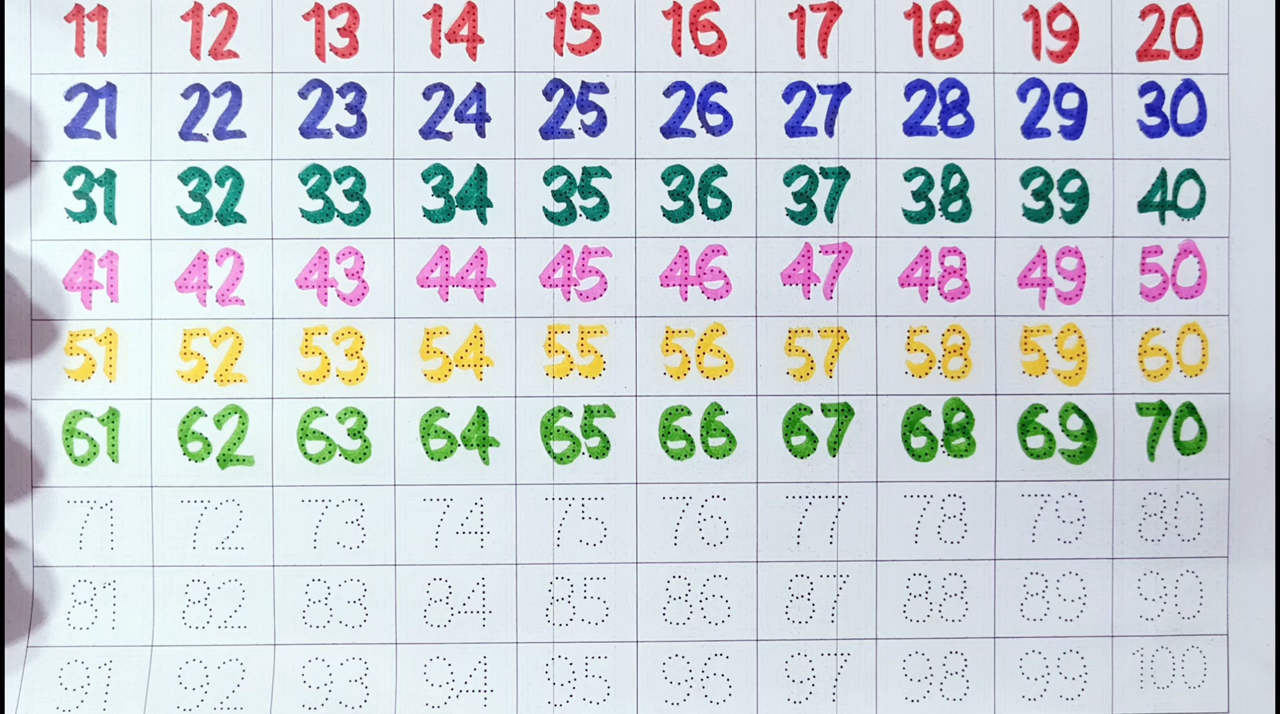 11 12 13 14 15 16 17 18 19 20
21 22 23 24 25 26 27 28 29 30
31 32 33 34 35 36 37 38 39 40
41 42 43 44 45 46 47 48 49 50
51 52 53 54 55 56 57 58 59 60
61 62 63 64 65 66 67 68 69 70
71 72 73 74 75 76 77 78 79 80
81 82 83 84 85 86 87 88 89 90
91 92 93 94 95 96 97 98 99 100